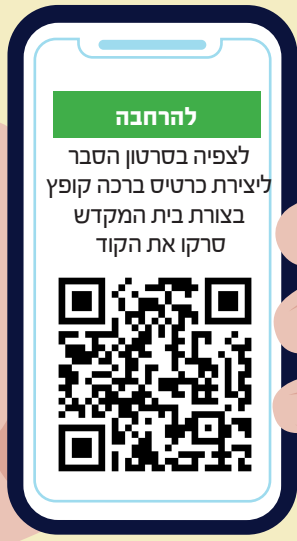 להרחבה
לצפיה בסרטון הסבר
ליצירת כרטיס ברכה קופץ
בצורת בית המקדש
סרקו את הקוד